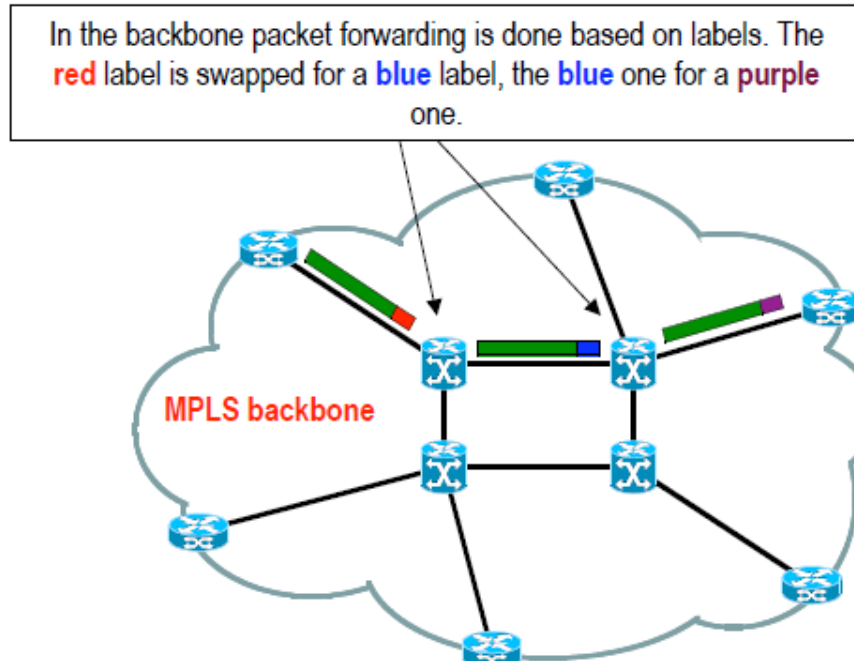 In the backbone packet forwarding is done based on labels. The
red label is swapped for a blue label, the blue one for a purple
one.
MPLS backbone